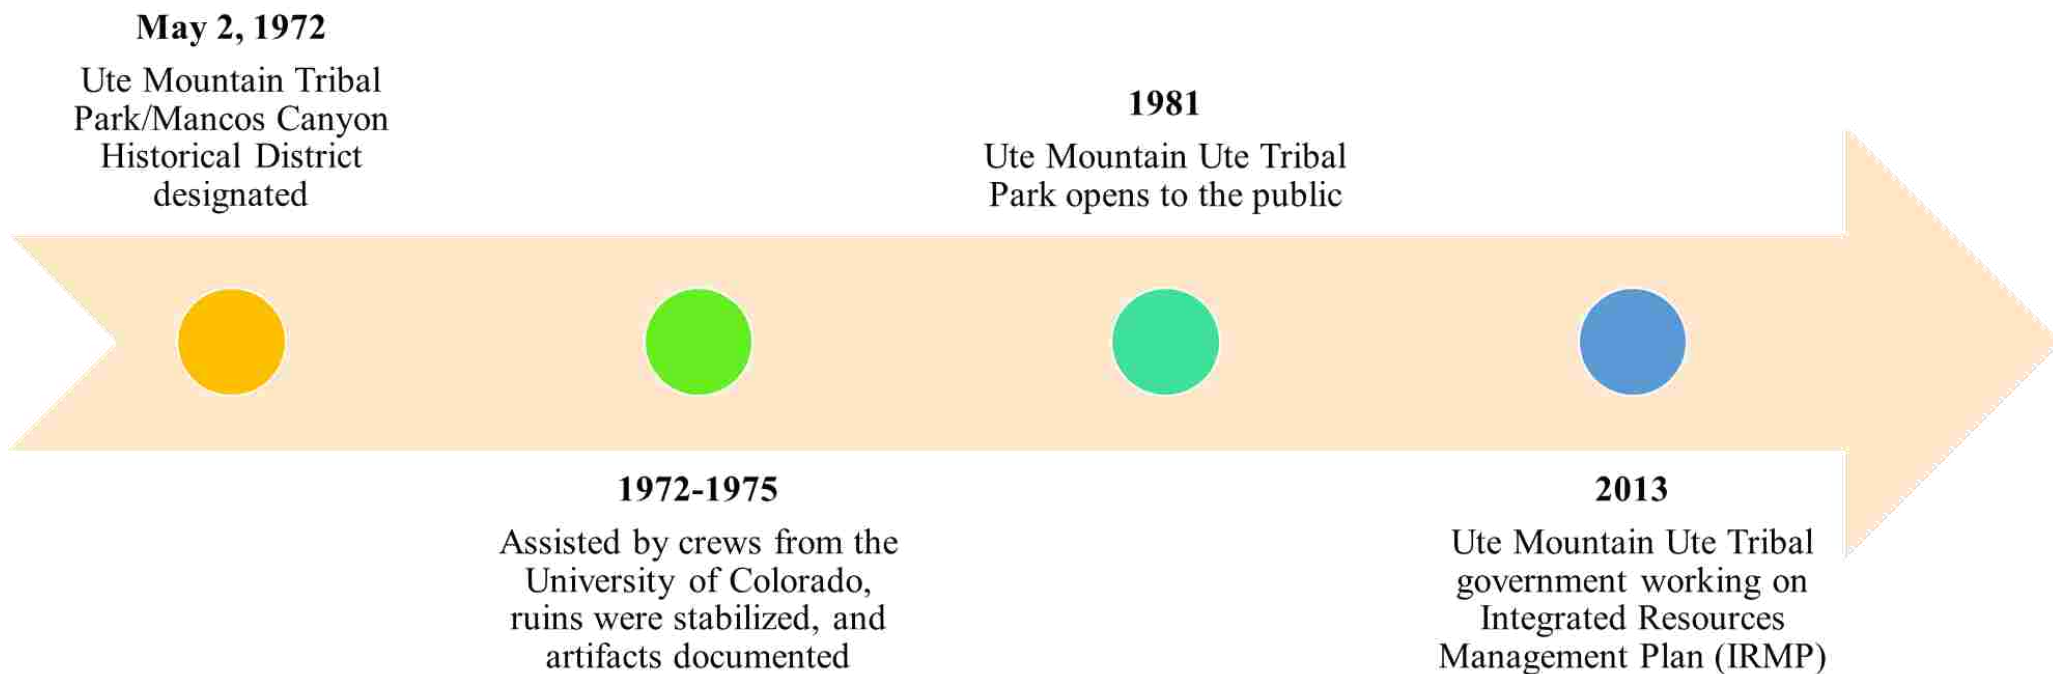 May 2, 1972
Ute Mountain Tribal
Park/Mancos Canyon
Historical District
designated
1972-1975
Assisted by crews from the
University of Colorado,
ruins were stabilized, and
artifacts documented
1981
Ute Mountain Ute Tribal
Park opens to the public
2013
Ute Mountain Ute Tribal
government working on
Integrated Resources
Management Plan (IRMP)